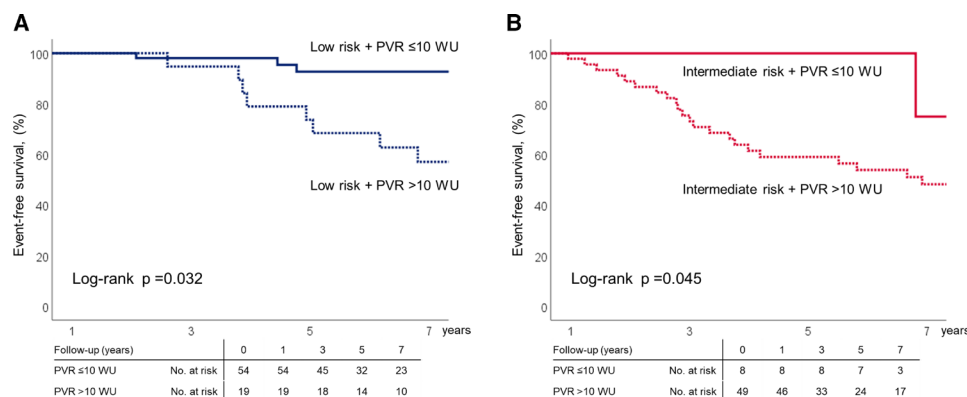 A
Event-free survival, (%)
100
80
60
40
20
0
Low risk + PVR ≤10 WU
Low risk + PVR >10 WU
Log-rank p =0.032
1 3 5 7 years
Follow-up (years) 0 1 3 5 7
PVR ≤10 WU No. at risk 54 54 45 32 23
PVR >10 WU No. at risk 19 19 18 14 10
B
Event-free survival, (%)
100
80
60
40
20
0
Intermediate risk + PVR ≤10 WU
Intermediate risk + PVR >10 WU
Log-rank p =0.045
1 3 5 7 years
Follow-up (years) 0 1 3 5 7
PVR ≤10 WU No. at risk 8 8 8 7 3
PVR >10 WU No. at risk 49 46 33 24 17